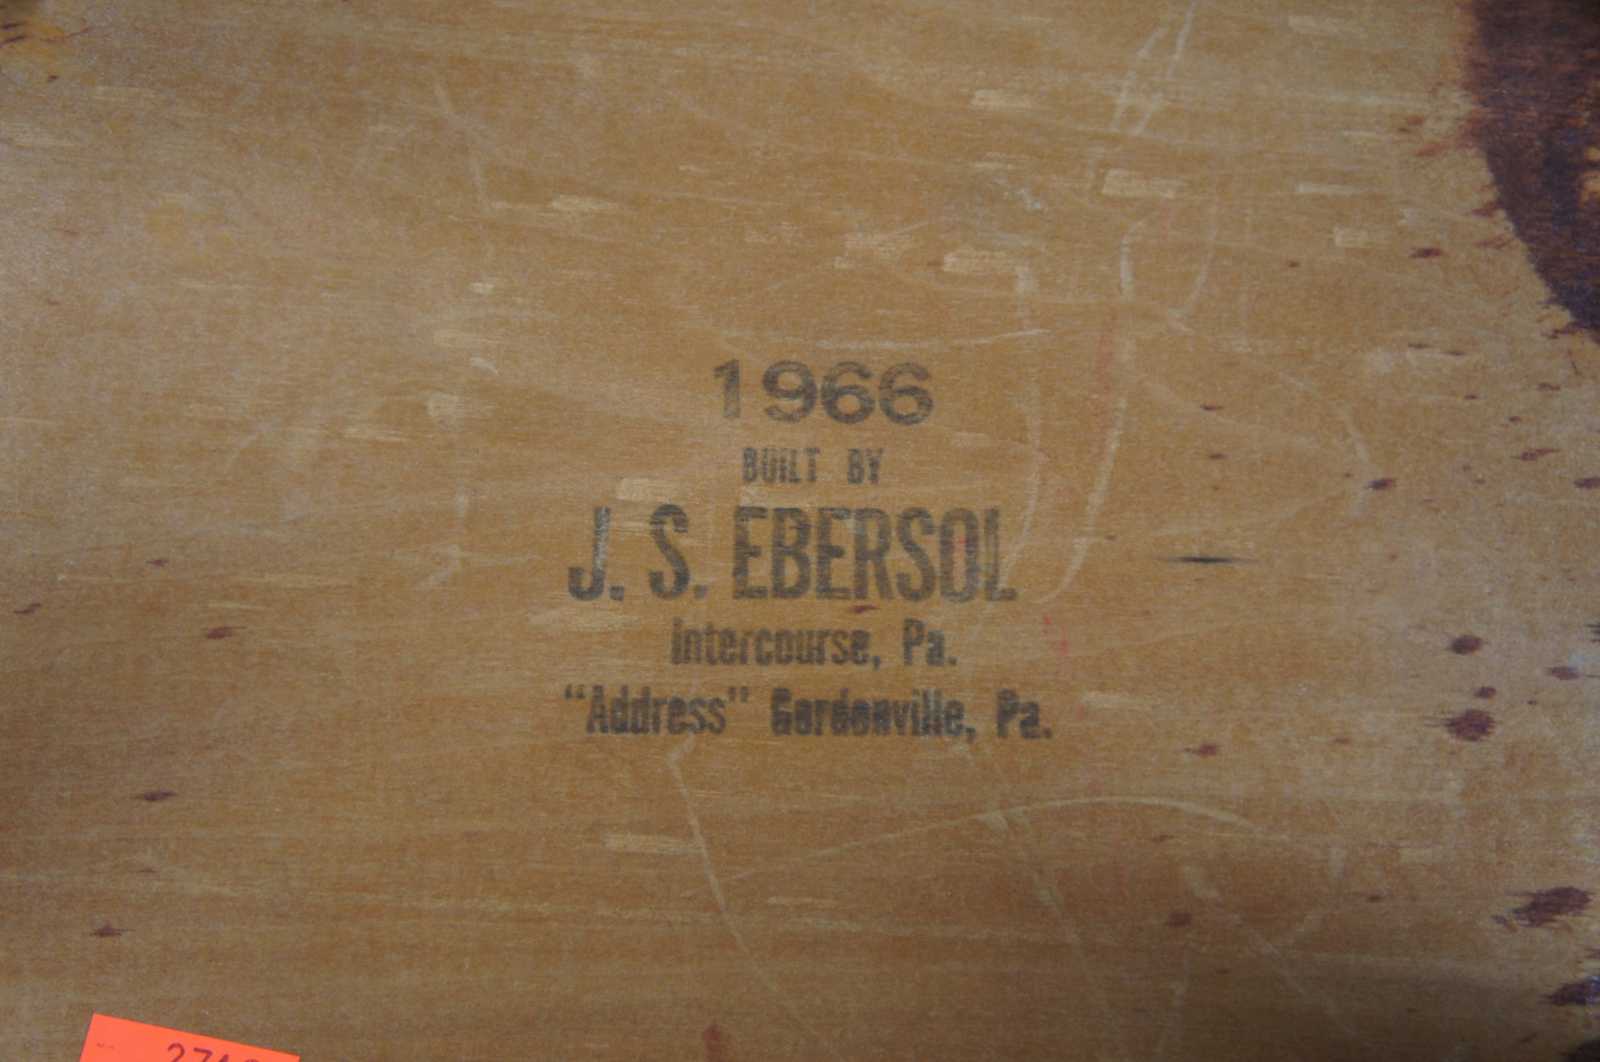 1966
BUILT BY
J. S. EBERSOL
Intercourse, Pa.
"Address" Gordonville, Pa.